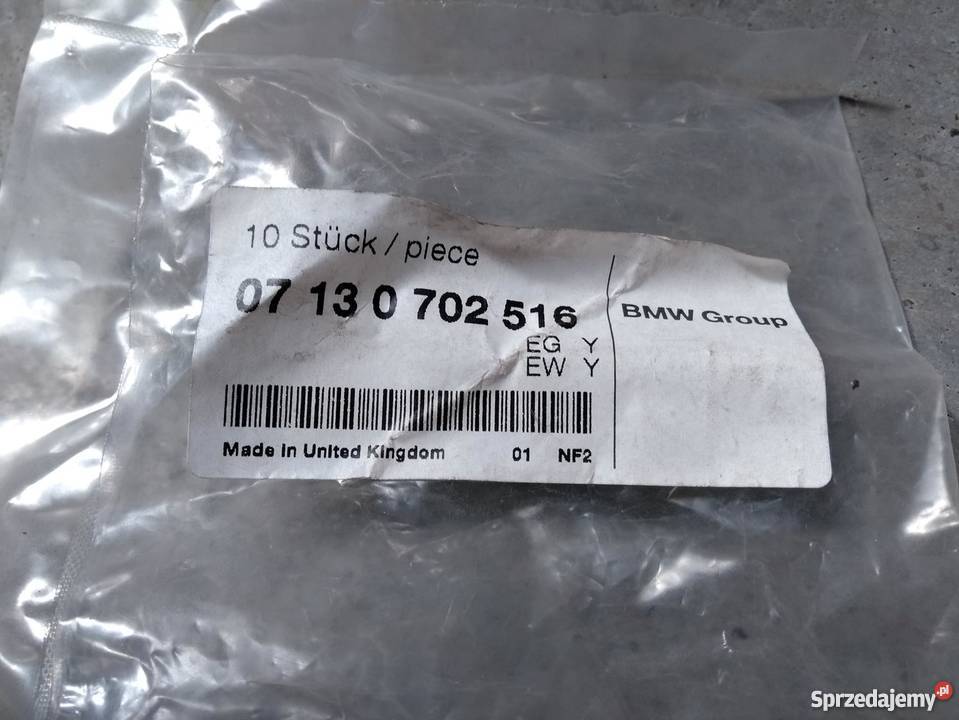 10 Stück / piece
07 13 0 702 516
BMW Group
EG Y
EW Y
Made in United Kingdom 01 NF2
Sprzedajemy.pl